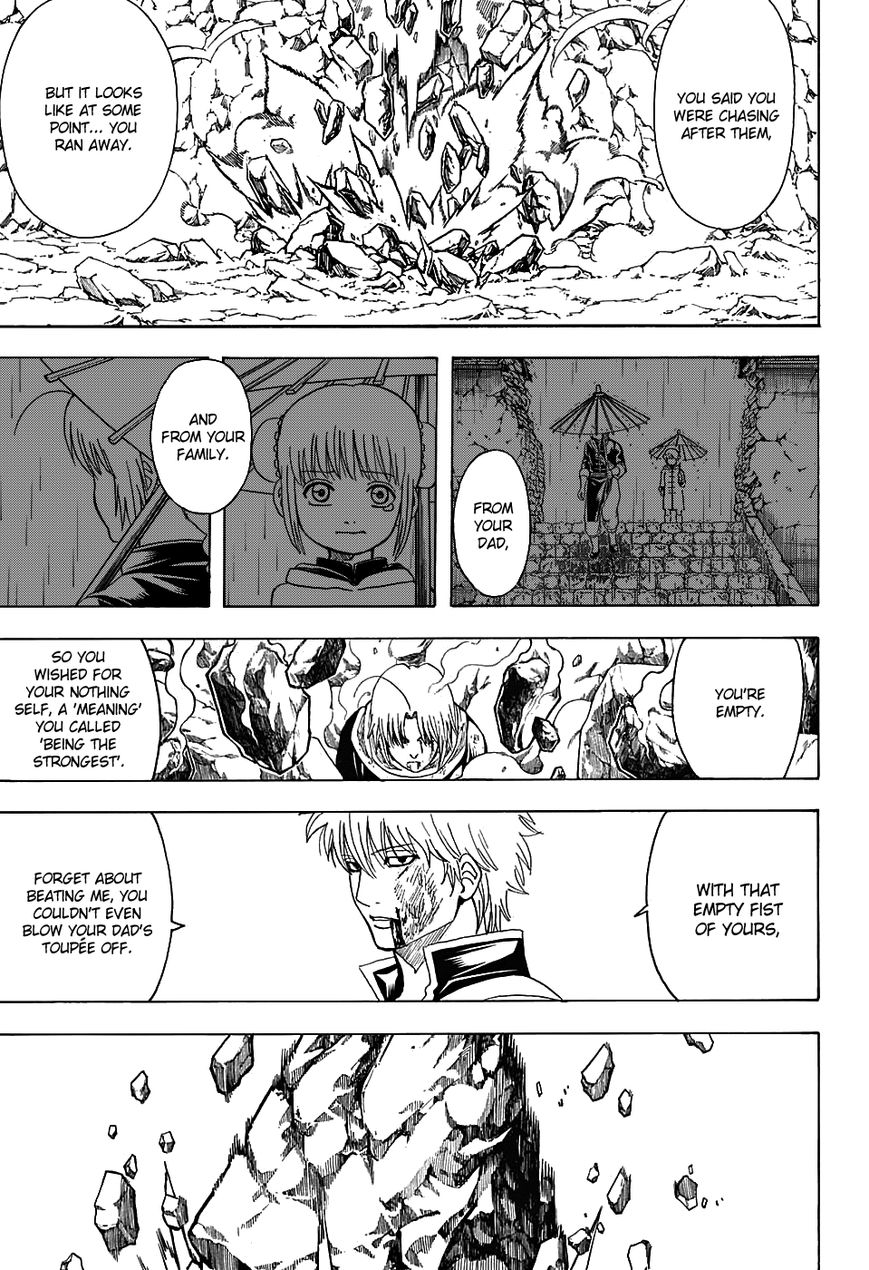 YOU SAID YOU
WERE CHASING
AFTER THEM,
BUT IT LOOKS
LIKE AT SOME
POINT... YOU
RAN AWAY.
FROM
YOUR
DAD,
AND
FROM YOUR
FAMILY.
YOU'RE
EMPTY.
SO YOU
WISHED FOR
YOUR NOTHING
SELF, A 'MEANING'
YOU CALLED
'BEING THE
STRONGEST'.
WITH THAT
EMPTY FIST
OF YOURS,
FORGET ABOUT
BEATING ME, YOU
COULDN'T EVEN
BLOW YOUR DAD'S
TOUPÉE OFF.